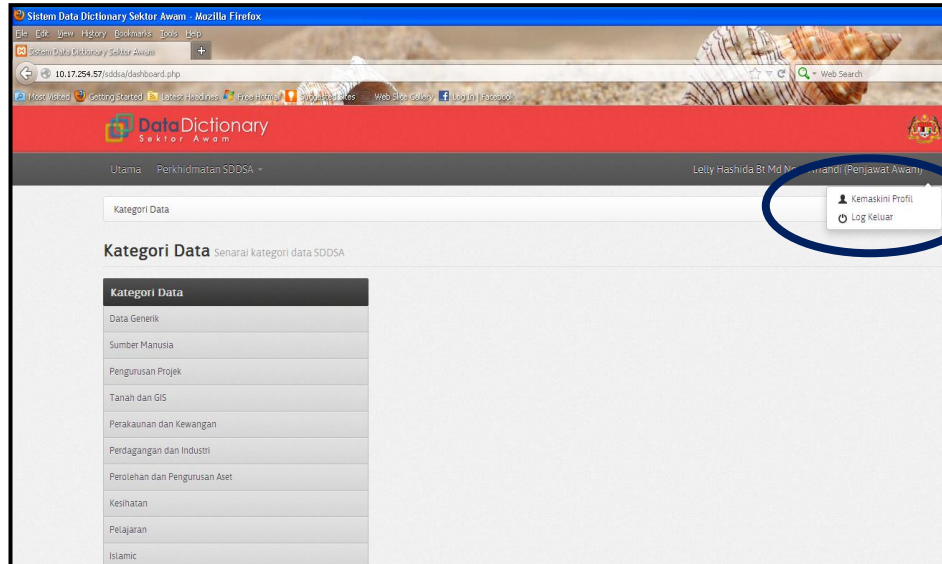 Sistem Data Dictionary Sektor Awam - Mozilla Firefox
File Edit View History Bookmarks Tools Help
Sistem Data Dictionary Sektor Awam
10.17.254.57/sddsa/dashboard.php
Web Search
Most Visited Getting Started Latest Headlines Free Hotmail Suggested Sites Web Slice Gallery Log In | Facebook
DataDictionary
Sektor Awam
Utama Perkhidmatan SDDSA
Lelly Hashida Bt Md (Penjawat Awam)
Kemaskini Profil
Log Keluar
Kategori Data
Kategori Data Senarai kategori data SDDSA
Kategori Data
Data Generik
Sumber Manusia
Pengurusan Projek
Tanah dan GIS
Perakaunan dan Kewangan
Perdagangan dan Industri
Perolehan dan Pengurusan Aset
Kesihatan
Pelajaran
Islamic